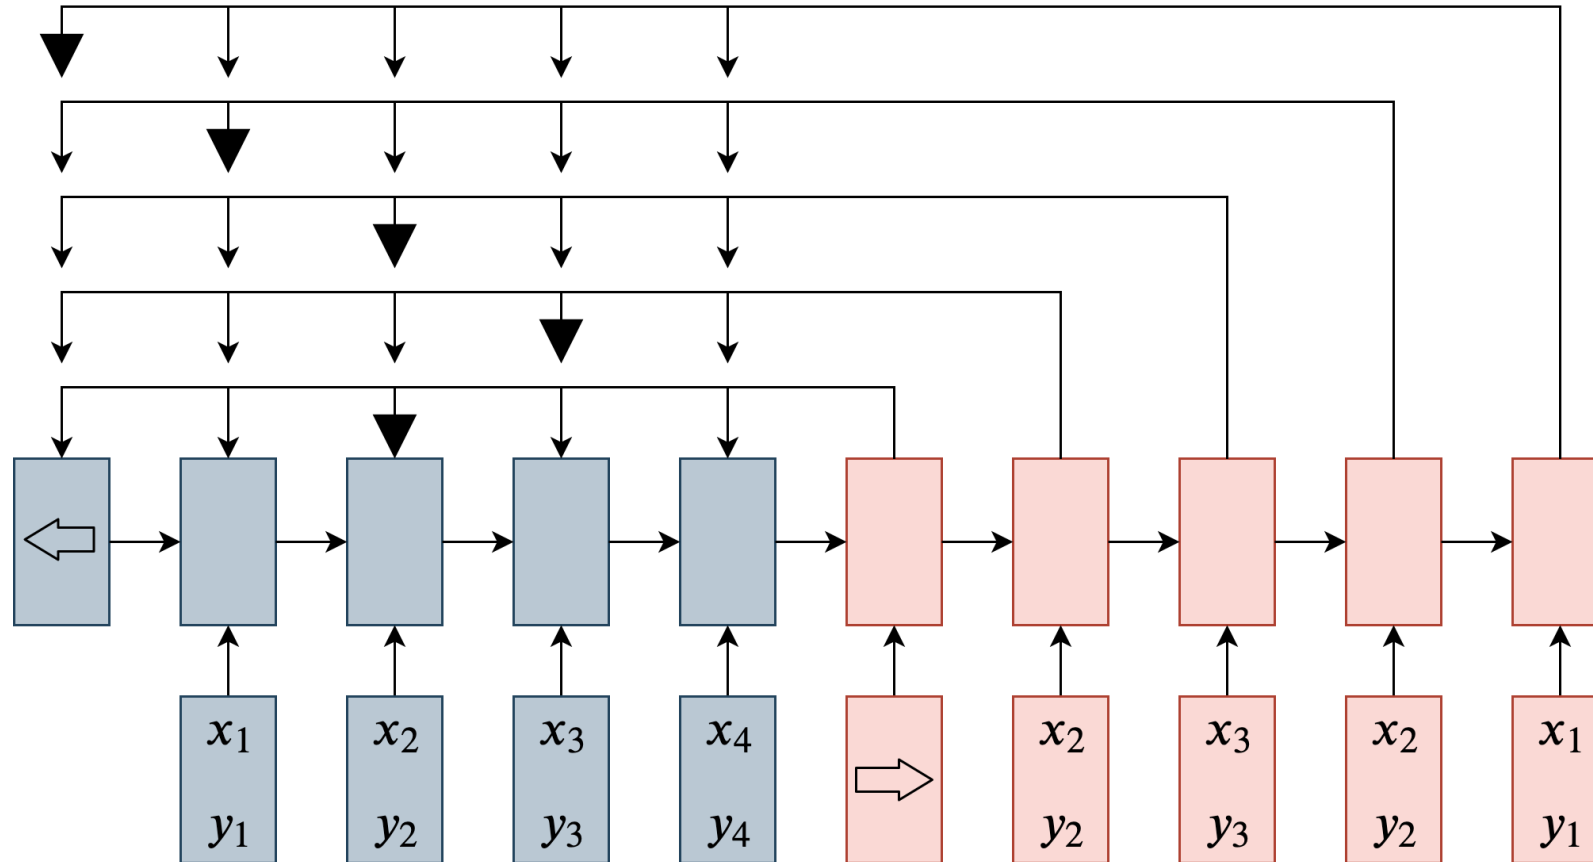 x₁ x₂ x₃ x₄ x₂ x₃ x₂ x₁
y₁ y₂ y₃ y₄ y₂ y₃ y₂ y₁